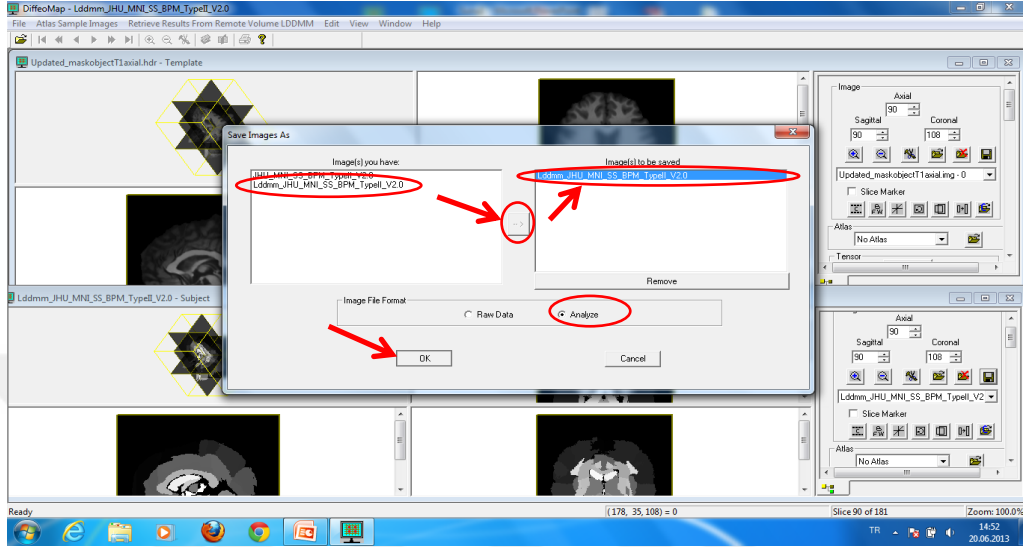 DiffeoMap - Lddmm_JHU_MNI_SS_BPM_TypeII_V2.0
File Atlas Sample Images Retrieve Results From Remote Volume LDDMM Edit View Window Help
Updated_maskobjectT1axial.hdr - Template
Image
Axial
90
Sagittal Coronal
90 108
Updated_maskobjectT1axial.img - 0
Slice Marker
Atlas
No Atlas
Tensor
Save Images As
Image(s) you have:
JHU_MNI_SS_BPM_TypeII_V2.0
Lddmm_JHU_MNI_SS_BPM_TypeII_V2.0
-->
Image(s) to be saved
Lddmm_JHU_MNI_SS_BPM_TypeII_V2.0
Remove
Image File Format
Raw Data Analyze
OK Cancel
Lddmm_JHU_MNI_SS_BPM_TypeII_V2.0 - Subject
Axial
90
Sagittal Coronal
90 108
Lddmm_JHU_MNI_SS_BPM_TypeII_V2
Slice Marker
Atlas
No Atlas
Ready (178, 35, 108) = 0 Slice 90 of 181 Zoom: 100.0%
TR 14:52
20.06.2013